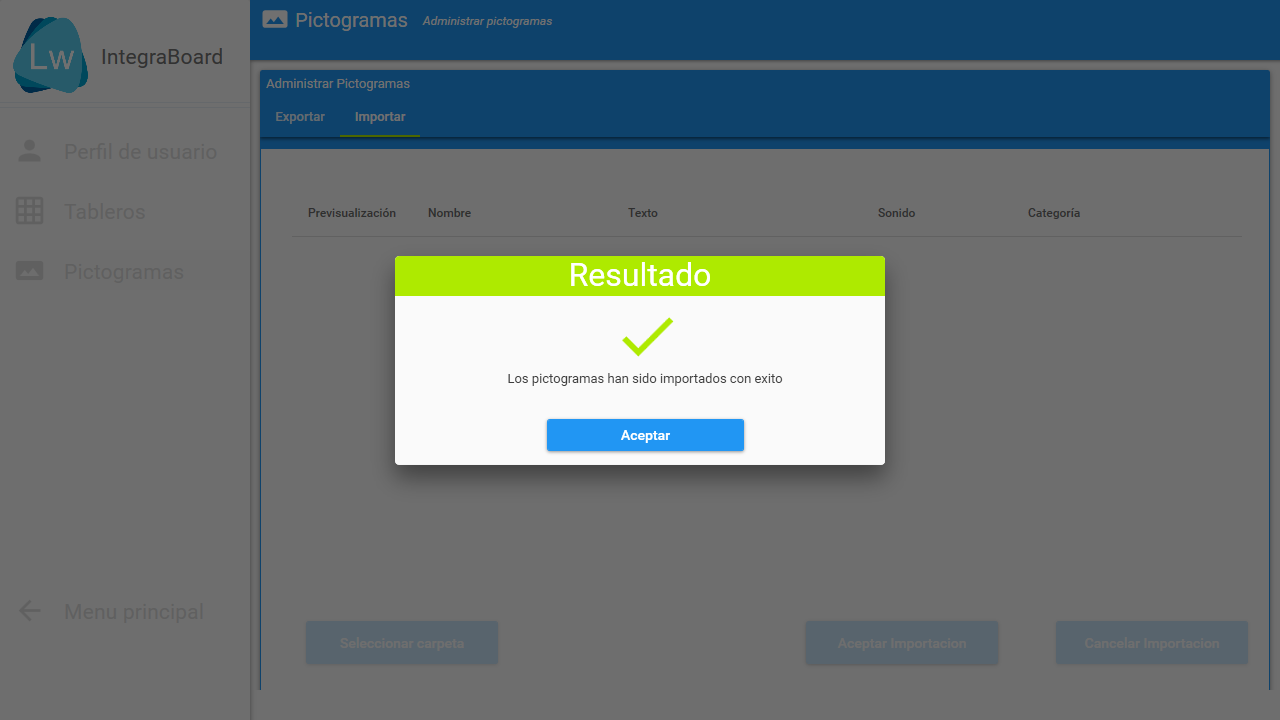 Lw
IntegraBoard
Pictogramas Administrar pictogramas
Administrar Pictogramas
Exportar Importar
Perfil de usuario
Tableros
Pictogramas
Previsualización Nombre Texto Sonido Categoría
Resultado
Los pictogramas han sido importados con exito
Aceptar
Menu principal
Seleccionar carpeta Aceptar Importacion Cancelar Importacion